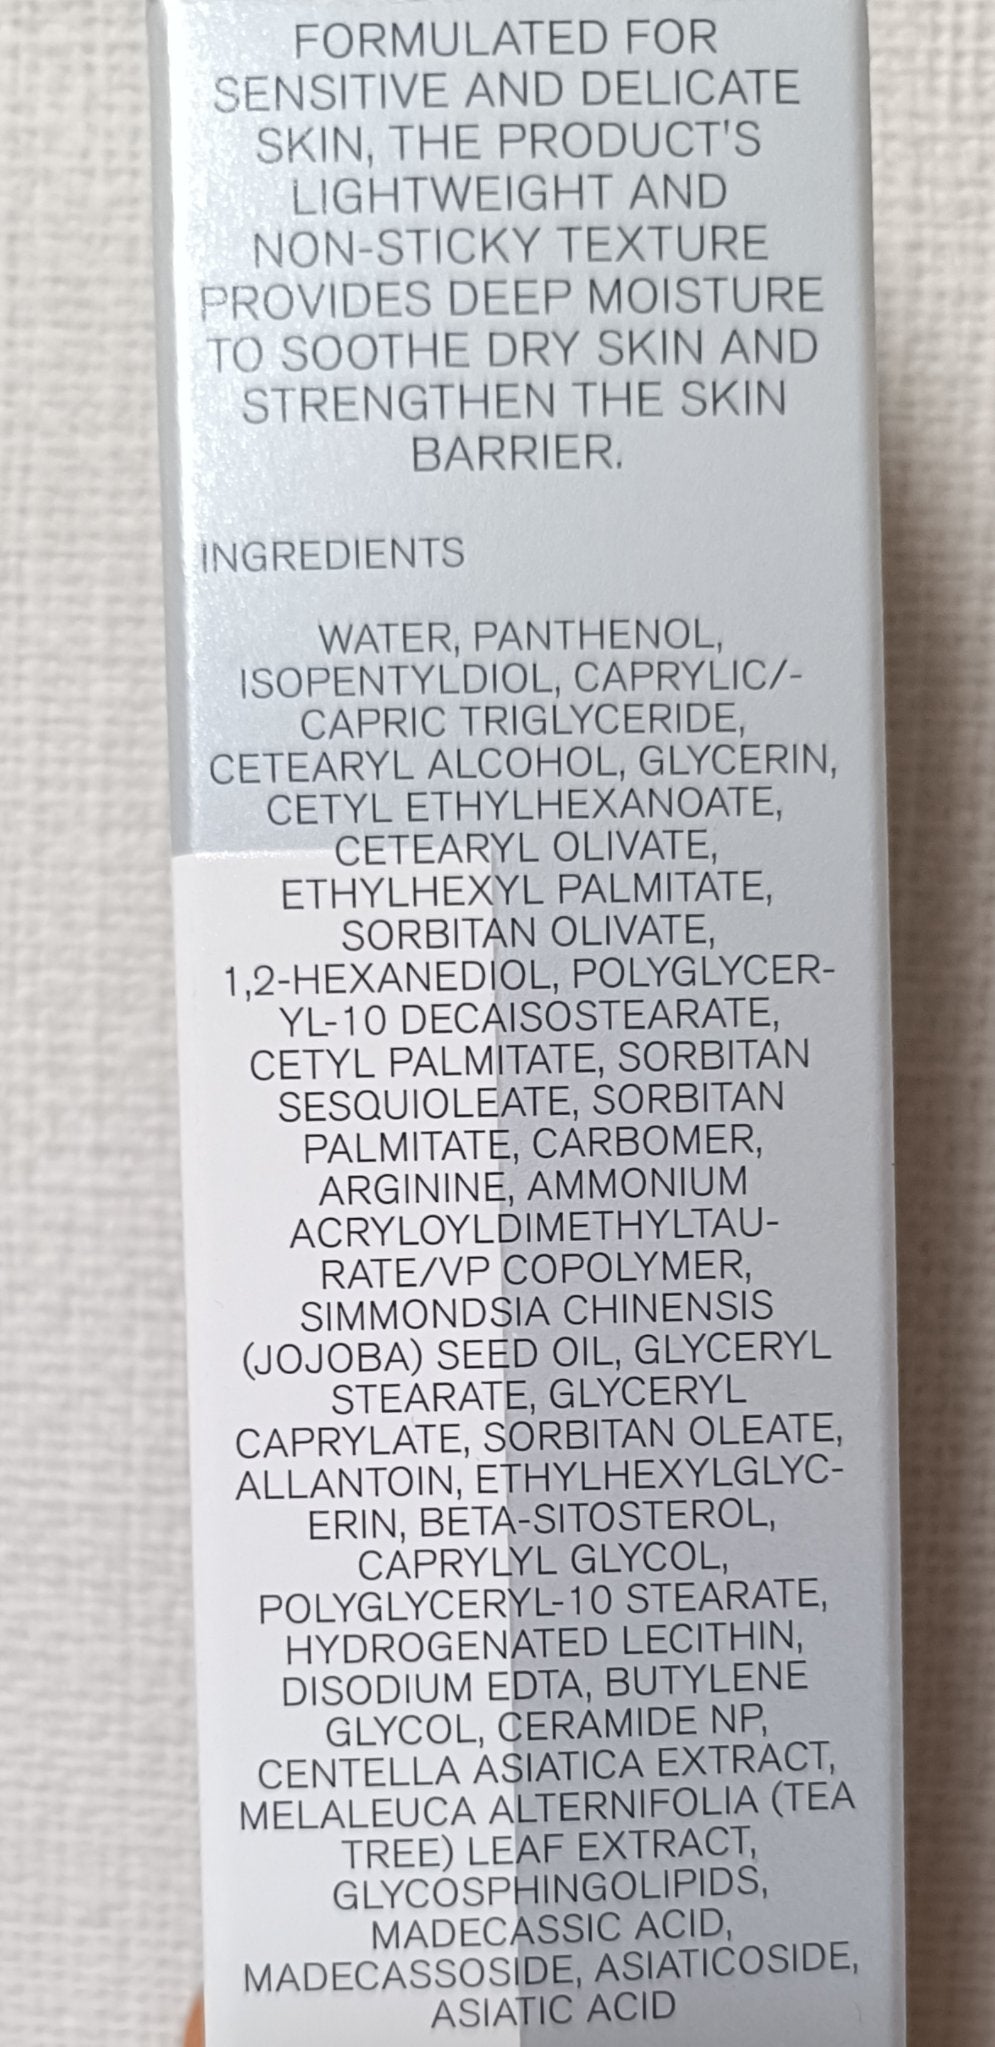 FORMULATED FOR
SENSITIVE AND DELICATE
SKIN, THE PRODUCT'S
LIGHTWEIGHT AND
NON-STICKY TEXTURE
PROVIDES DEEP MOISTURE
TO SOOTHE DRY SKIN AND
STRENGTHEN THE SKIN
BARRIER.
INGREDIENTS
WATER, PANTHENOL,
ISOPENTYLDIOL, CAPRYLIC/-
CAPRIC TRIGLYCERIDE,
CETEARYL ALCOHOL, GLYCERIN,
CETYL ETHYLHEXANOATE,
CETEARYL OLIVATE,
ETHYLHEXYL PALMITATE,
SORBITAN OLIVATE,
1,2-HEXANEDIOL, POLYGLYCER-
YL-10 DECAISOSTEARATE,
CETYL PALMITATE, SORBITAN
SESQUIOLEATE, SORBITAN
PALMITATE, CARBOMER,
ARGININE, AMMONIUM
ACRYLOYLDIMETHYLTAU-
RATE/VP COPOLYMER,
SIMMONDSIA CHINENSIS
(JOJOBA) SEED OIL, GLYCERYL
STEARATE, GLYCERYL
CAPRYLATE, SORBITAN OLEATE,
ALLANTOIN, ETHYLHEXYLGLYC-
ERIN, BETA-SITOSTEROL,
CAPRYLYL GLYCOL,
POLYGLYCERYL-10 STEARATE,
HYDROGENATED LECITHIN,
DISODIUM EDTA, BUTYLENE
GLYCOL, CERAMIDE NP,
CENTELLA ASIATICA EXTRACT,
MELALEUCA ALTERNIFOLIA (TEA
TREE) LEAF EXTRACT,
GLYCOSPHINGOLIPIDS,
MADECASSIC ACID,
MADECASSOSIDE, ASIATICOSIDE,
ASIATIC ACID